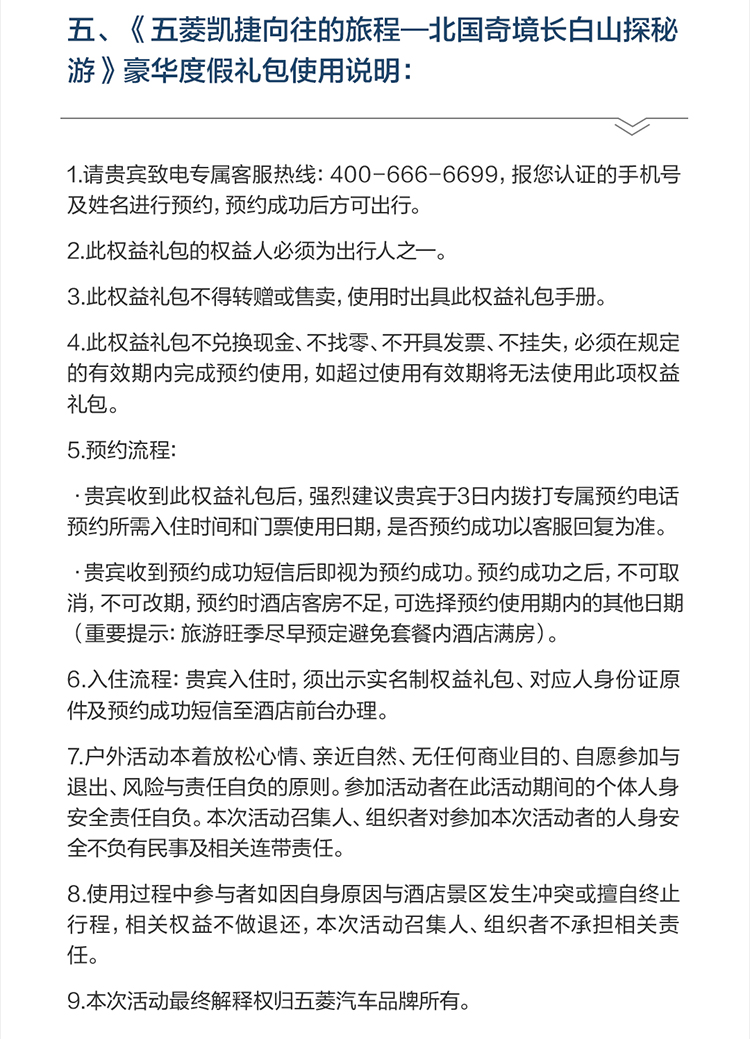 五、《五菱凯捷向往的旅程—北国奇境长白山探秘
游》豪华度假礼包使用说明：
1.请贵宾致电专属客服热线：400-666-6699，报您认证的手机号
及姓名进行预约，预约成功后方可出行。
2.此权益礼包的权益人必须为出行人之一。
3.此权益礼包不得转赠或售卖，使用时出具此权益礼包手册。
4.此权益礼包不兑换现金、不找零、不开具发票、不挂失，必须在规定
的有效期内完成预约使用，如超过使用有效期将无法使用此项权益
礼包。
5.预约流程：
·贵宾收到此权益礼包后，强烈建议贵宾于3日内拨打专属预约电话
预约所需入住时间和门票使用日期，是否预约成功以客服回复为准。
·贵宾收到预约成功短信后即视为预约成功。预约成功之后，不可取
消，不可改期，预约时酒店客房不足，可选择预约使用期内的其他日期
（重要提示：旅游旺季尽早预定避免套餐内酒店满房）。
6.入住流程：贵宾入住时，须出示实名制权益礼包、对应人身份证原
件及预约成功短信至酒店前台办理。
7.户外活动本着放松心情、亲近自然、无任何商业目的、自愿参加与
退出、风险与责任自负的原则。参加活动者在此活动期间的个体人身
安全责任自负。本次活动召集人、组织者对参加本次活动者的人身安
全不负有民事及相关连带责任。
8.使用过程中参与者如因自身原因与酒店景区发生冲突或擅自终止
行程，相关权益不做退还，本次活动召集人、组织者不承担相关责
任。
9.本次活动最终解释权归五菱汽车品牌所有。